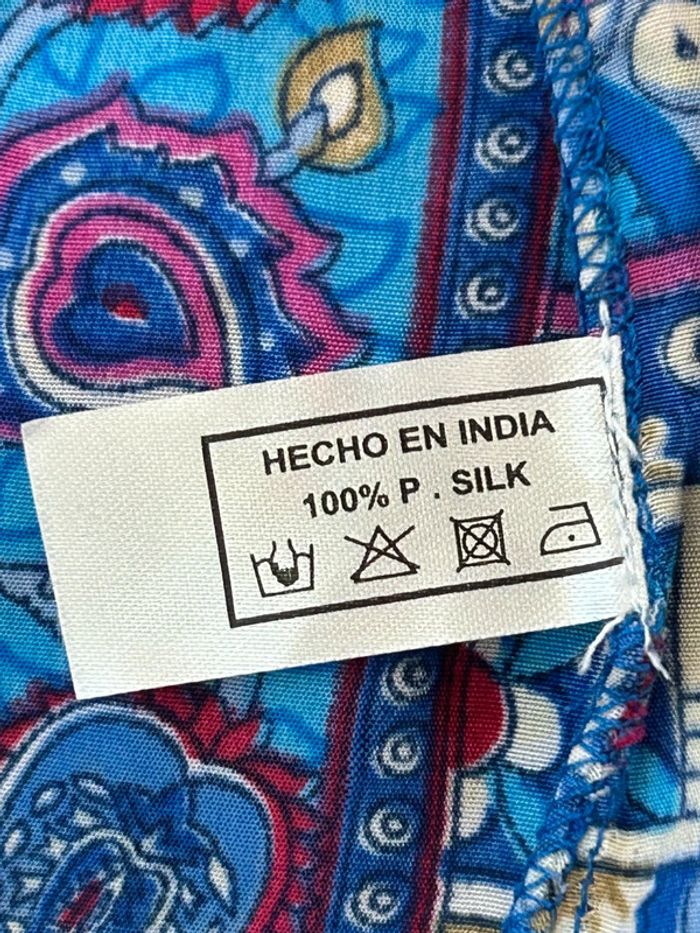 HECHO EN INDIA
100% P . SILK